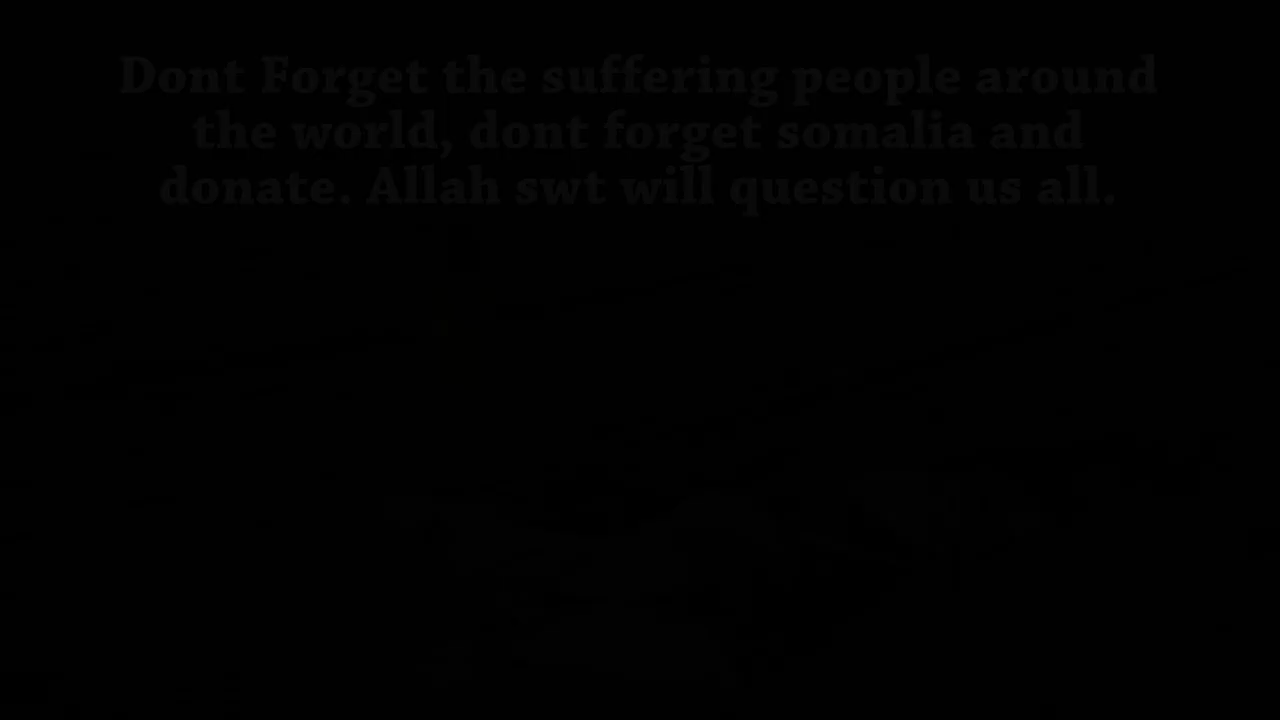 Dont Forget the suffering people around
the world, dont forget somalia and
donate. Allah swt will question us all.